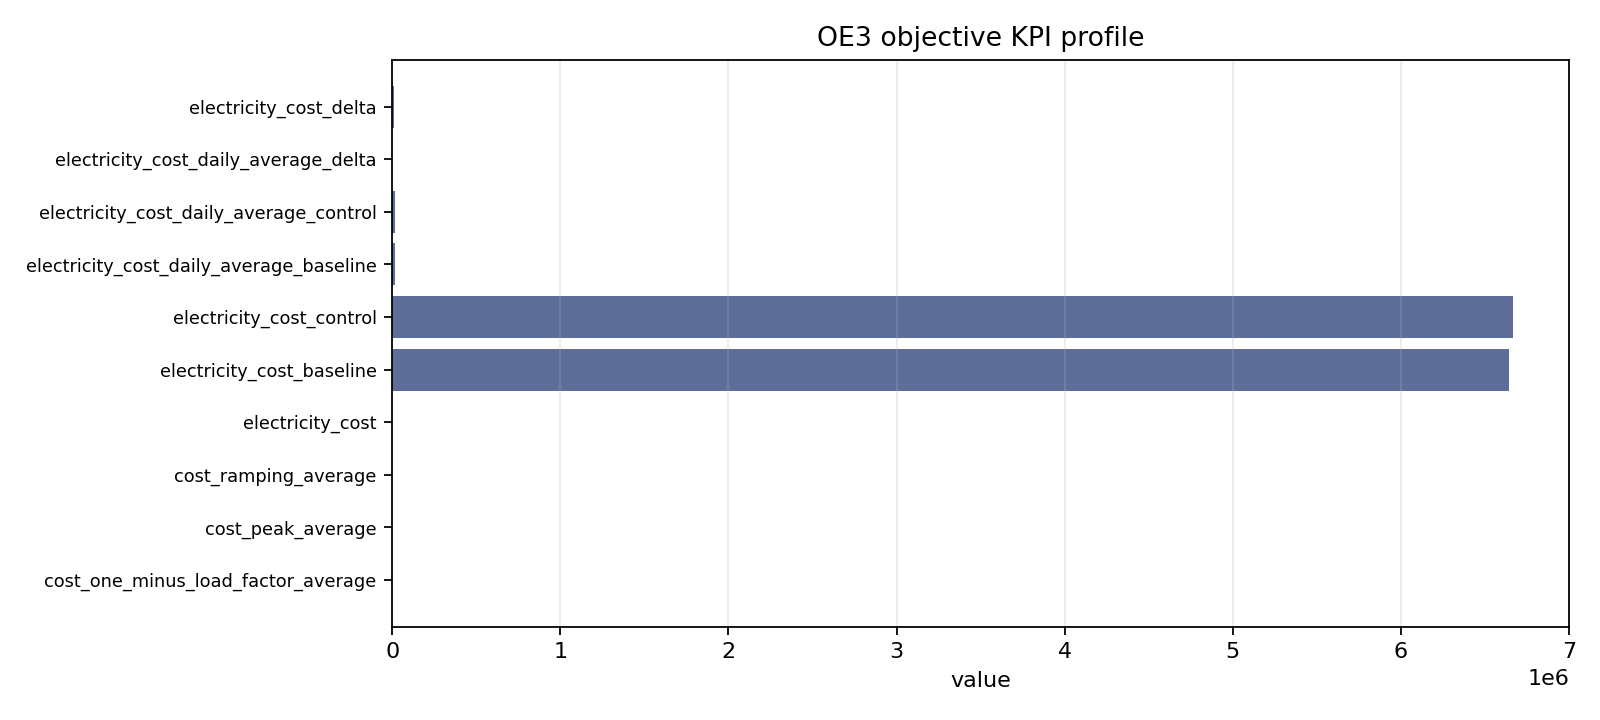 OE3 objective KPI profile
electricity_cost_delta
electricity_cost_daily_average_delta
electricity_cost_daily_average_control
electricity_cost_daily_average_baseline
electricity_cost_control
electricity_cost_baseline
electricity_cost
cost_ramping_average
cost_peak_average
cost_one_minus_load_factor_average
0 1 2 3 4 5 6 7
1e6
value